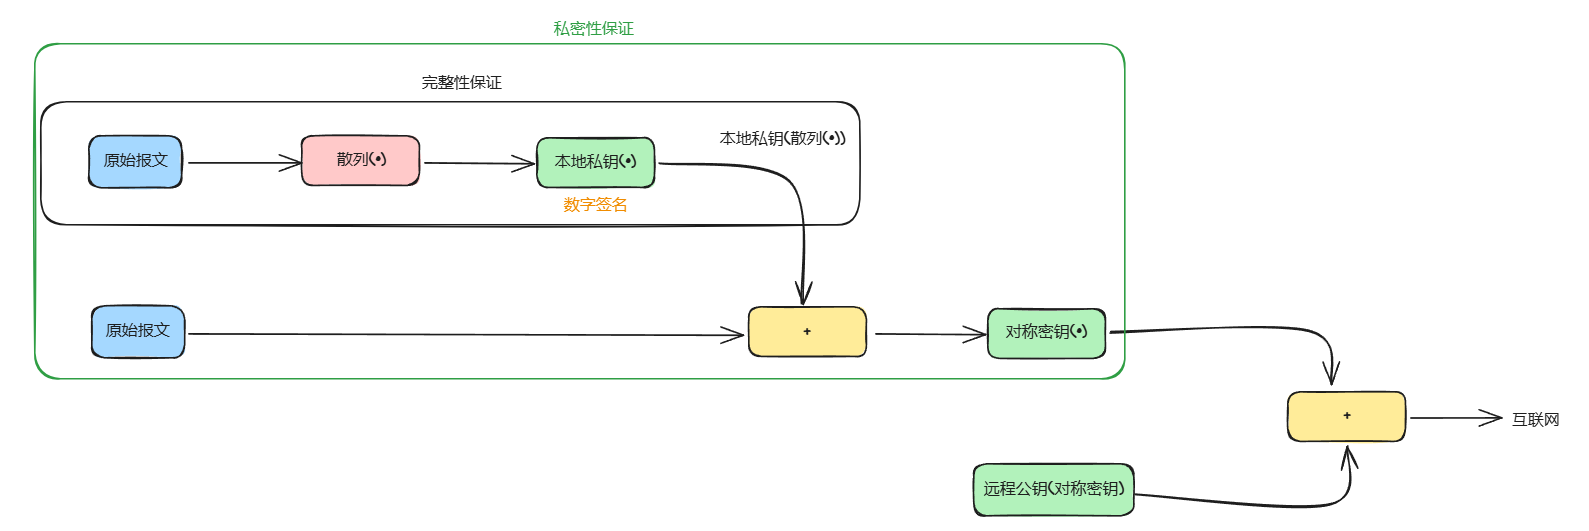 私密性保证
完整性保证
本地私钥(散列(•))
原始报文
散列(•)
本地私钥(•)
数字签名
原始报文
+
对称密钥(•)
+
互联网
远程公钥(对称密钥)